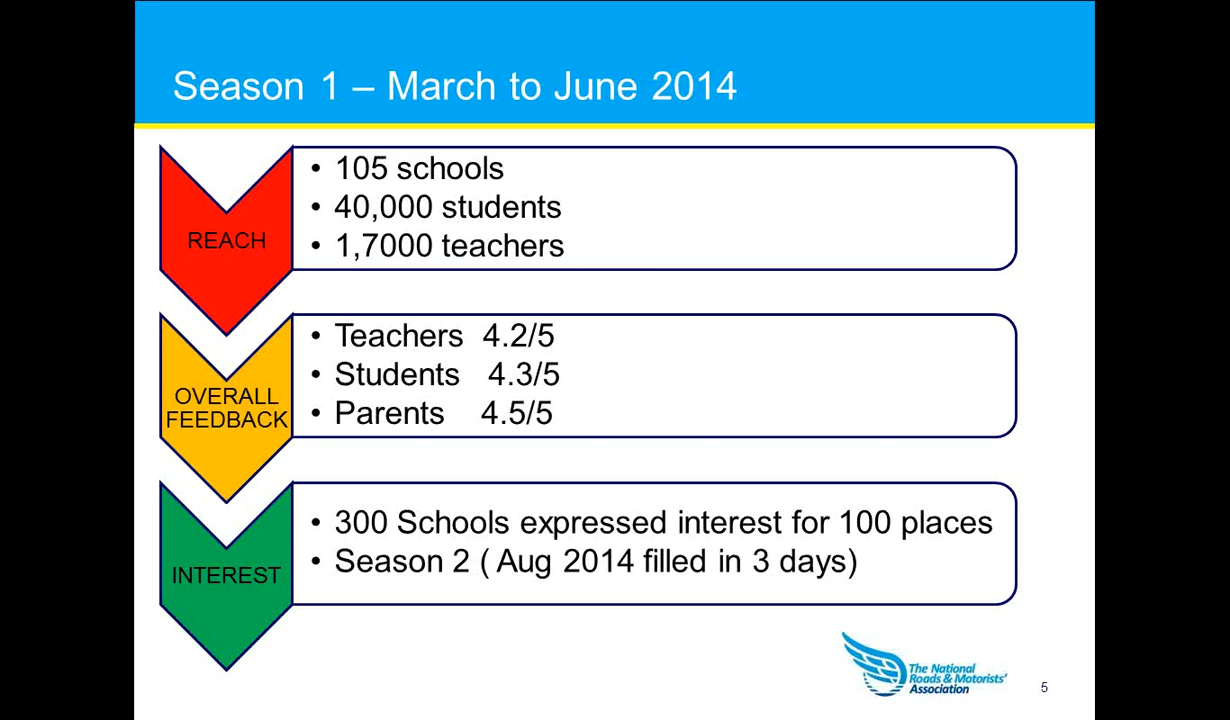 Season 1 – March to June 2014
REACH
• 105 schools
• 40,000 students
• 1,7000 teachers
OVERALL
FEEDBACK
• Teachers 4.2/5
• Students 4.3/5
• Parents 4.5/5
INTEREST
• 300 Schools expressed interest for 100 places
• Season 2 ( Aug 2014 filled in 3 days)
The National
Roads & Motorists'
Association
5